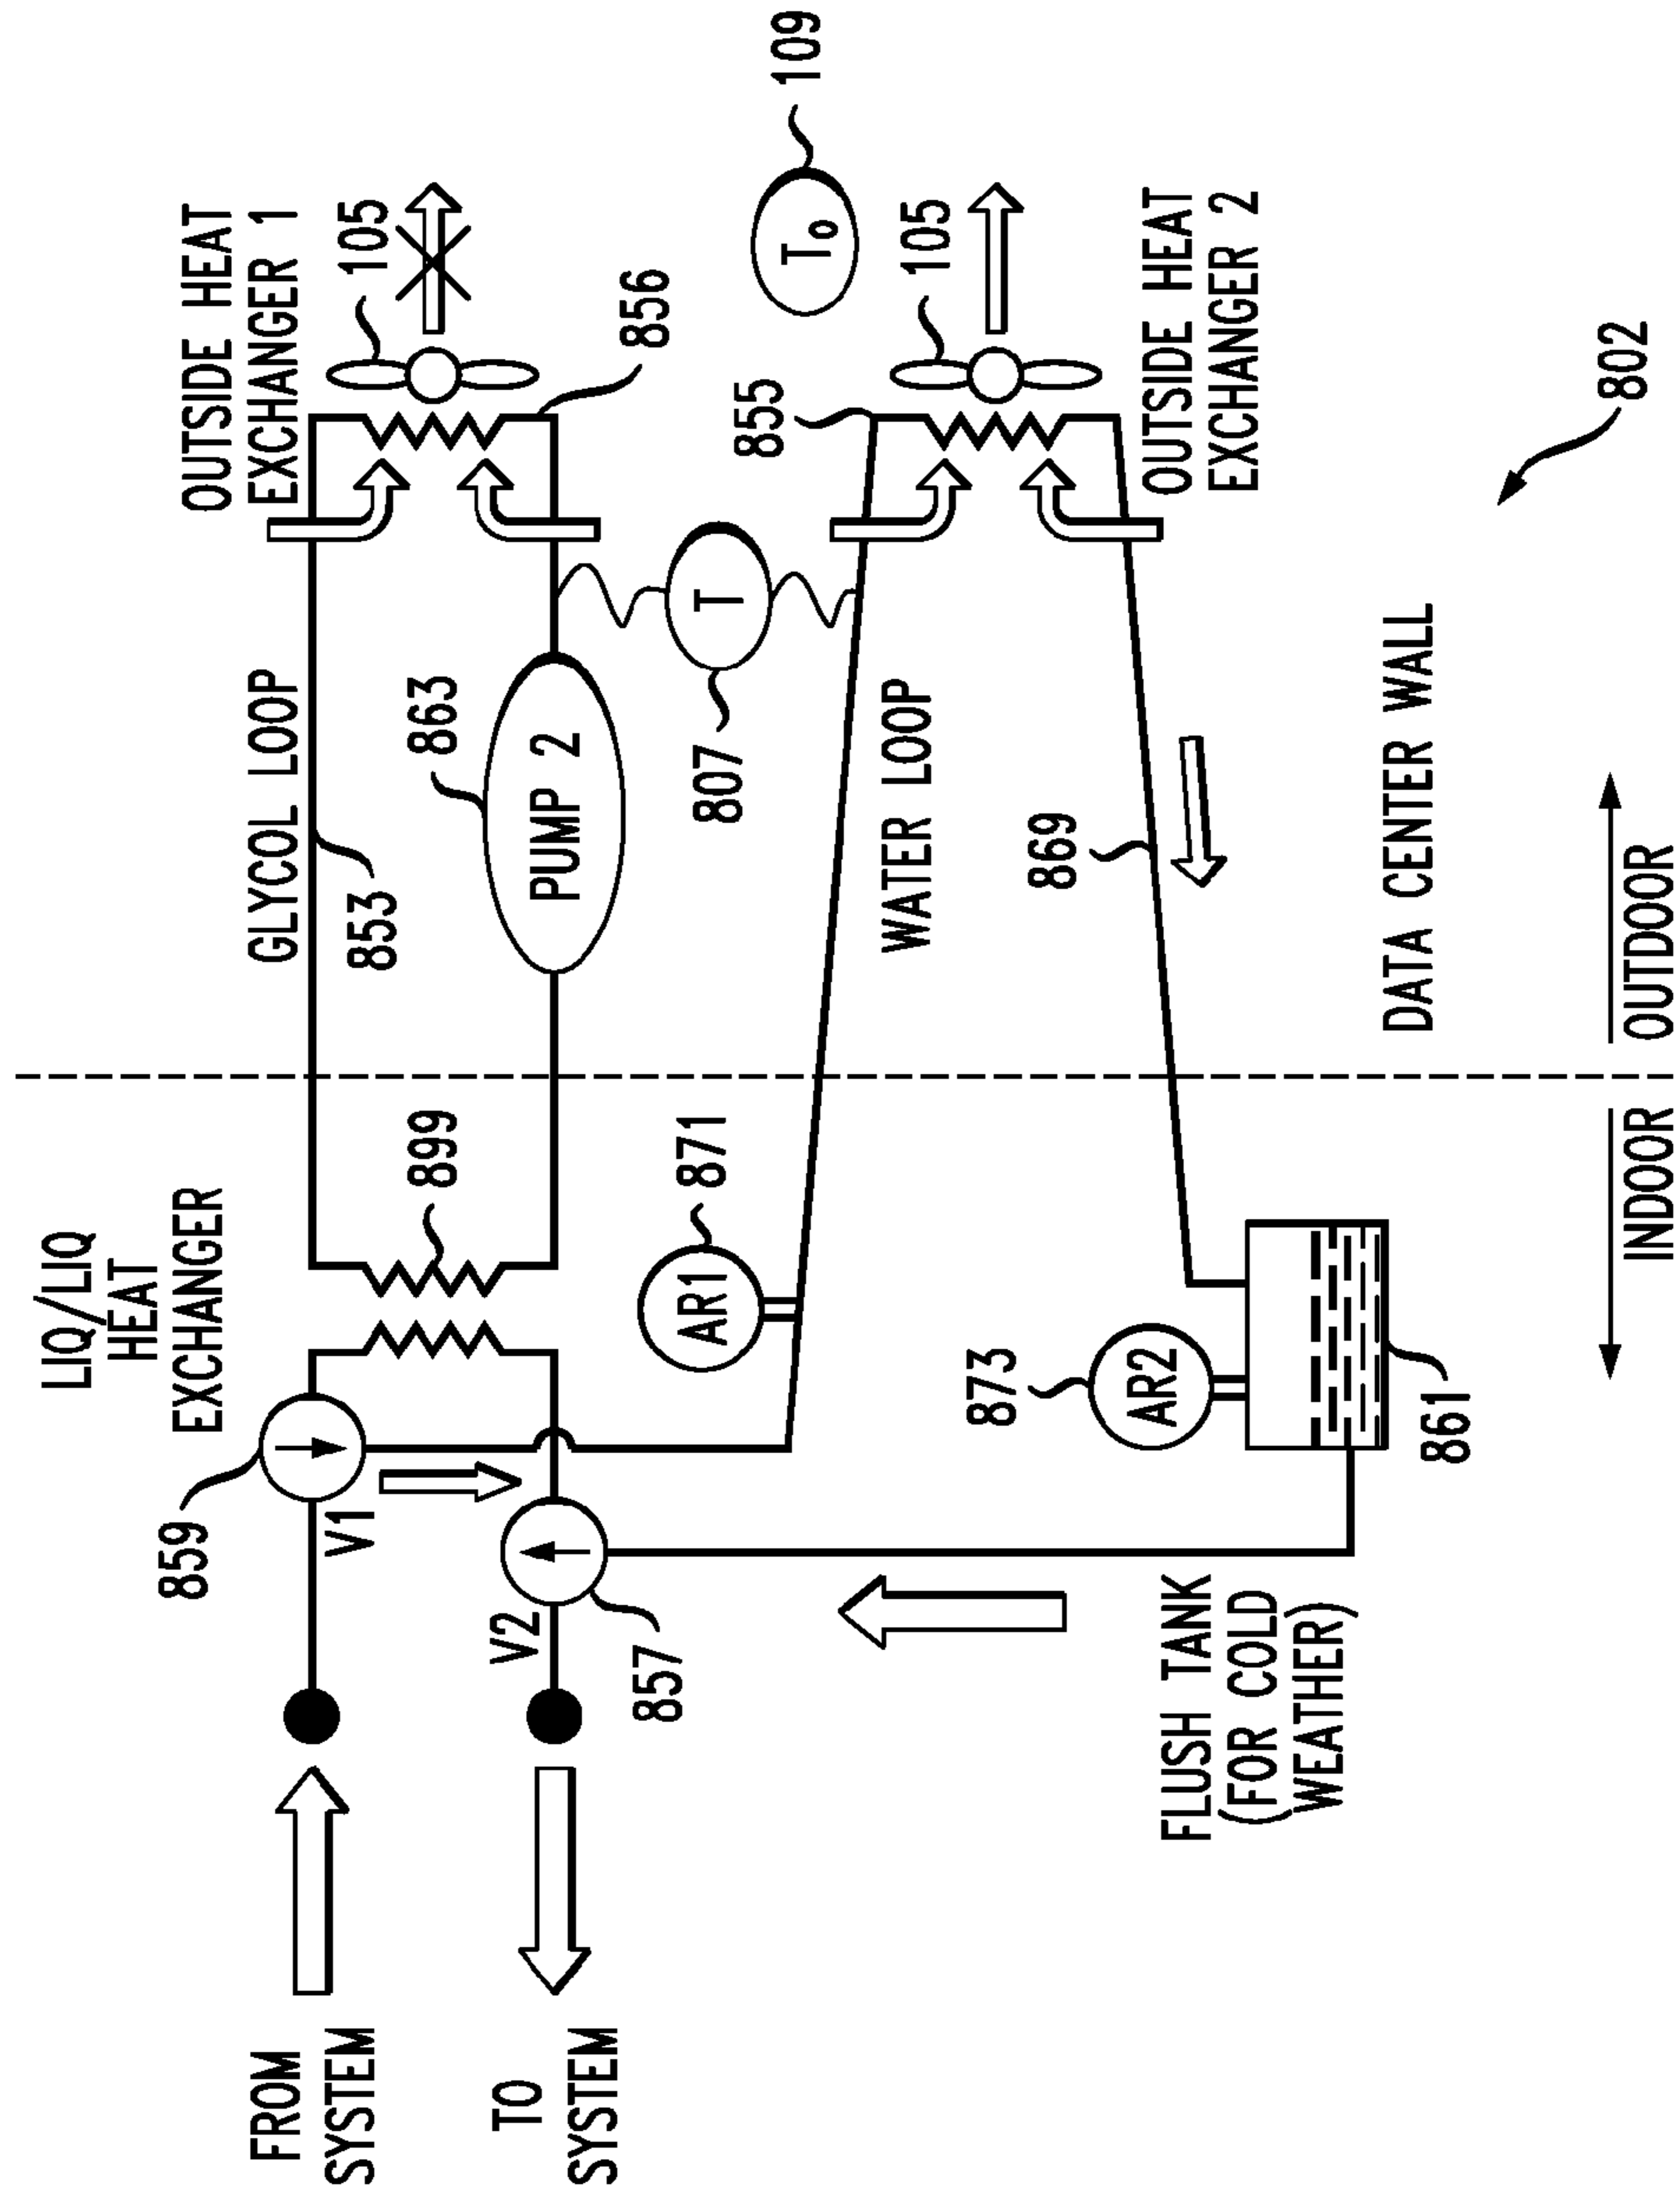 LIQ/LIQ
HEAT
EXCHANGER
OUTSIDE HEAT
EXCHANGER 1
105
109
GLYCOL LOOP
853
863
PUMP 2
856
899
859
V1
FROM
SYSTEM
TO
SYSTEM
V2
857
T
807
T0
855
105
AR1
871
WATER LOOP
869
OUTSIDE HEAT
EXCHANGER 2
873
AR2
861
FLUSH TANK
(FOR COLD
WEATHER)
DATA CENTER WALL
802
INDOOR
OUTDOOR